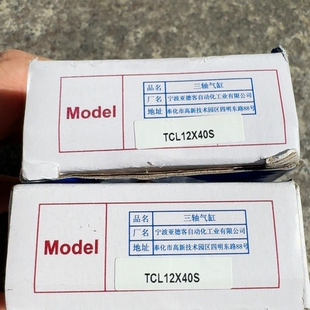 Model
品名 三轴气缸
厂名 宁波亚德客自动化工业有限公司
地址 奉化市高新技术园区四明东路88号
TCL12X40S
Model
品名 三轴气缸
厂名 宁波亚德客自动化工业有限公司
地址 奉化市高新技术园区四明东路88号
TCL12X40S